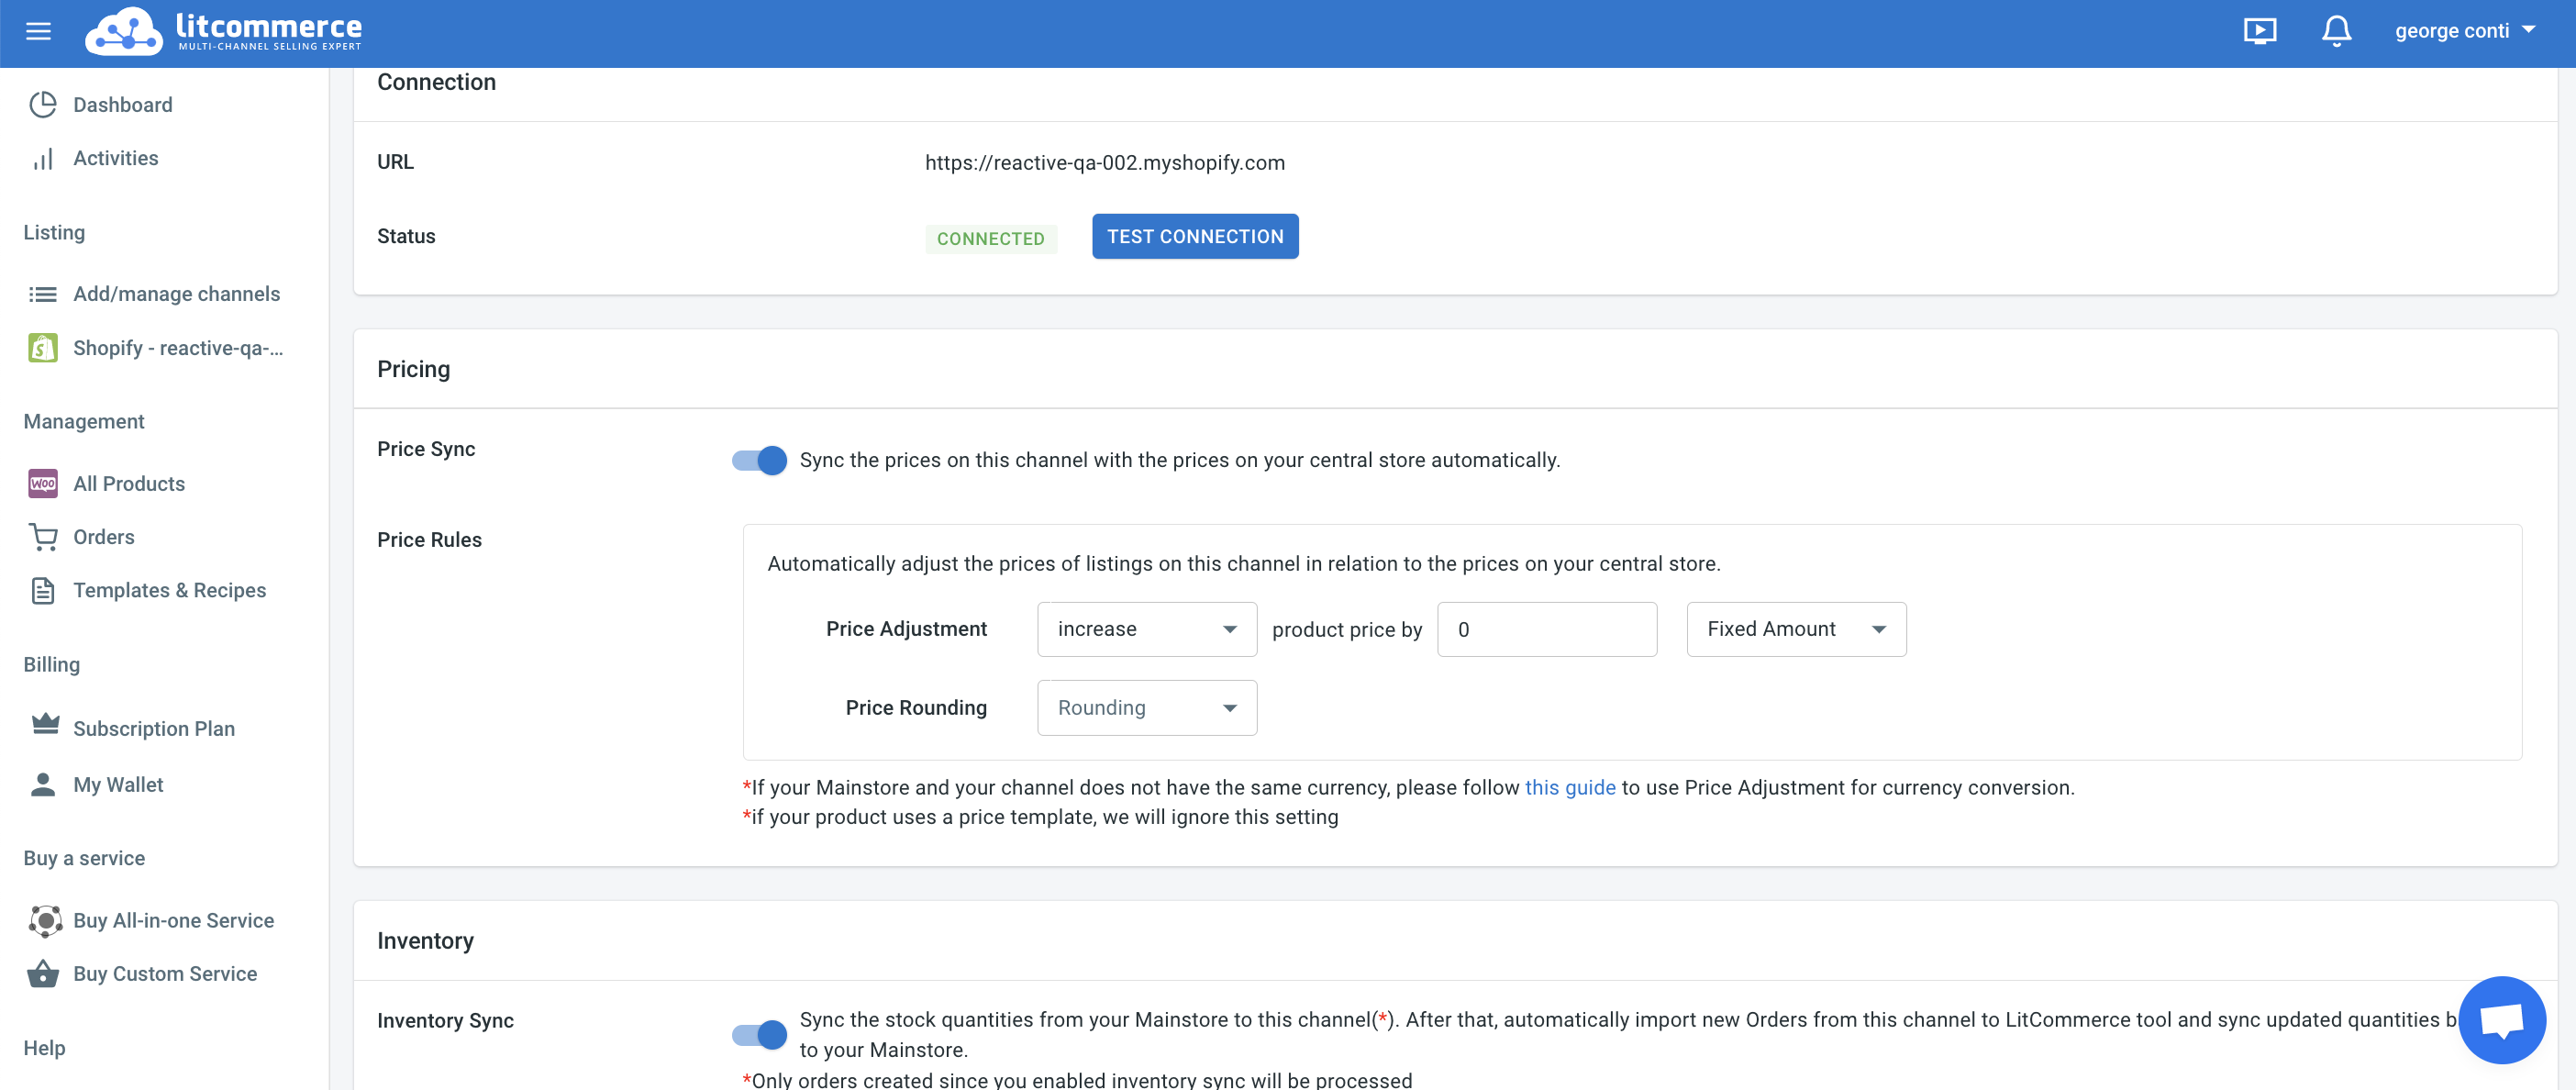 litcommerce
MULTI-CHANNEL SELLING EXPERT
george conti
Dashboard
Activities
Listing
Add/manage channels
Shopify - reactive-qa-...
Management
WOO
All Products
Orders
Templates & Recipes
Billing
Subscription Plan
My Wallet
Buy a service
Buy All-in-one Service
Buy Custom Service
Help
Connection
URL
https://reactive-qa-002.myshopify.com
Status
CONNECTED
TEST CONNECTION
Pricing
Price Sync
Sync the prices on this channel with the prices on your central store automatically.
Price Rules
Automatically adjust the prices of listings on this channel in relation to the prices on your central store.
Price Adjustment increase product price by 0 Fixed Amount
Price Rounding Rounding
*If your Mainstore and your channel does not have the same currency, please follow this guide to use Price Adjustment for currency conversion.
*if your product uses a price template, we will ignore this setting
Inventory
Inventory Sync
Sync the stock quantities from your Mainstore to this channel(*). After that, automatically import new Orders from this channel to LitCommerce tool and sync updated quantities
to your Mainstore.
*Only orders created since you enabled inventory sync will be processed